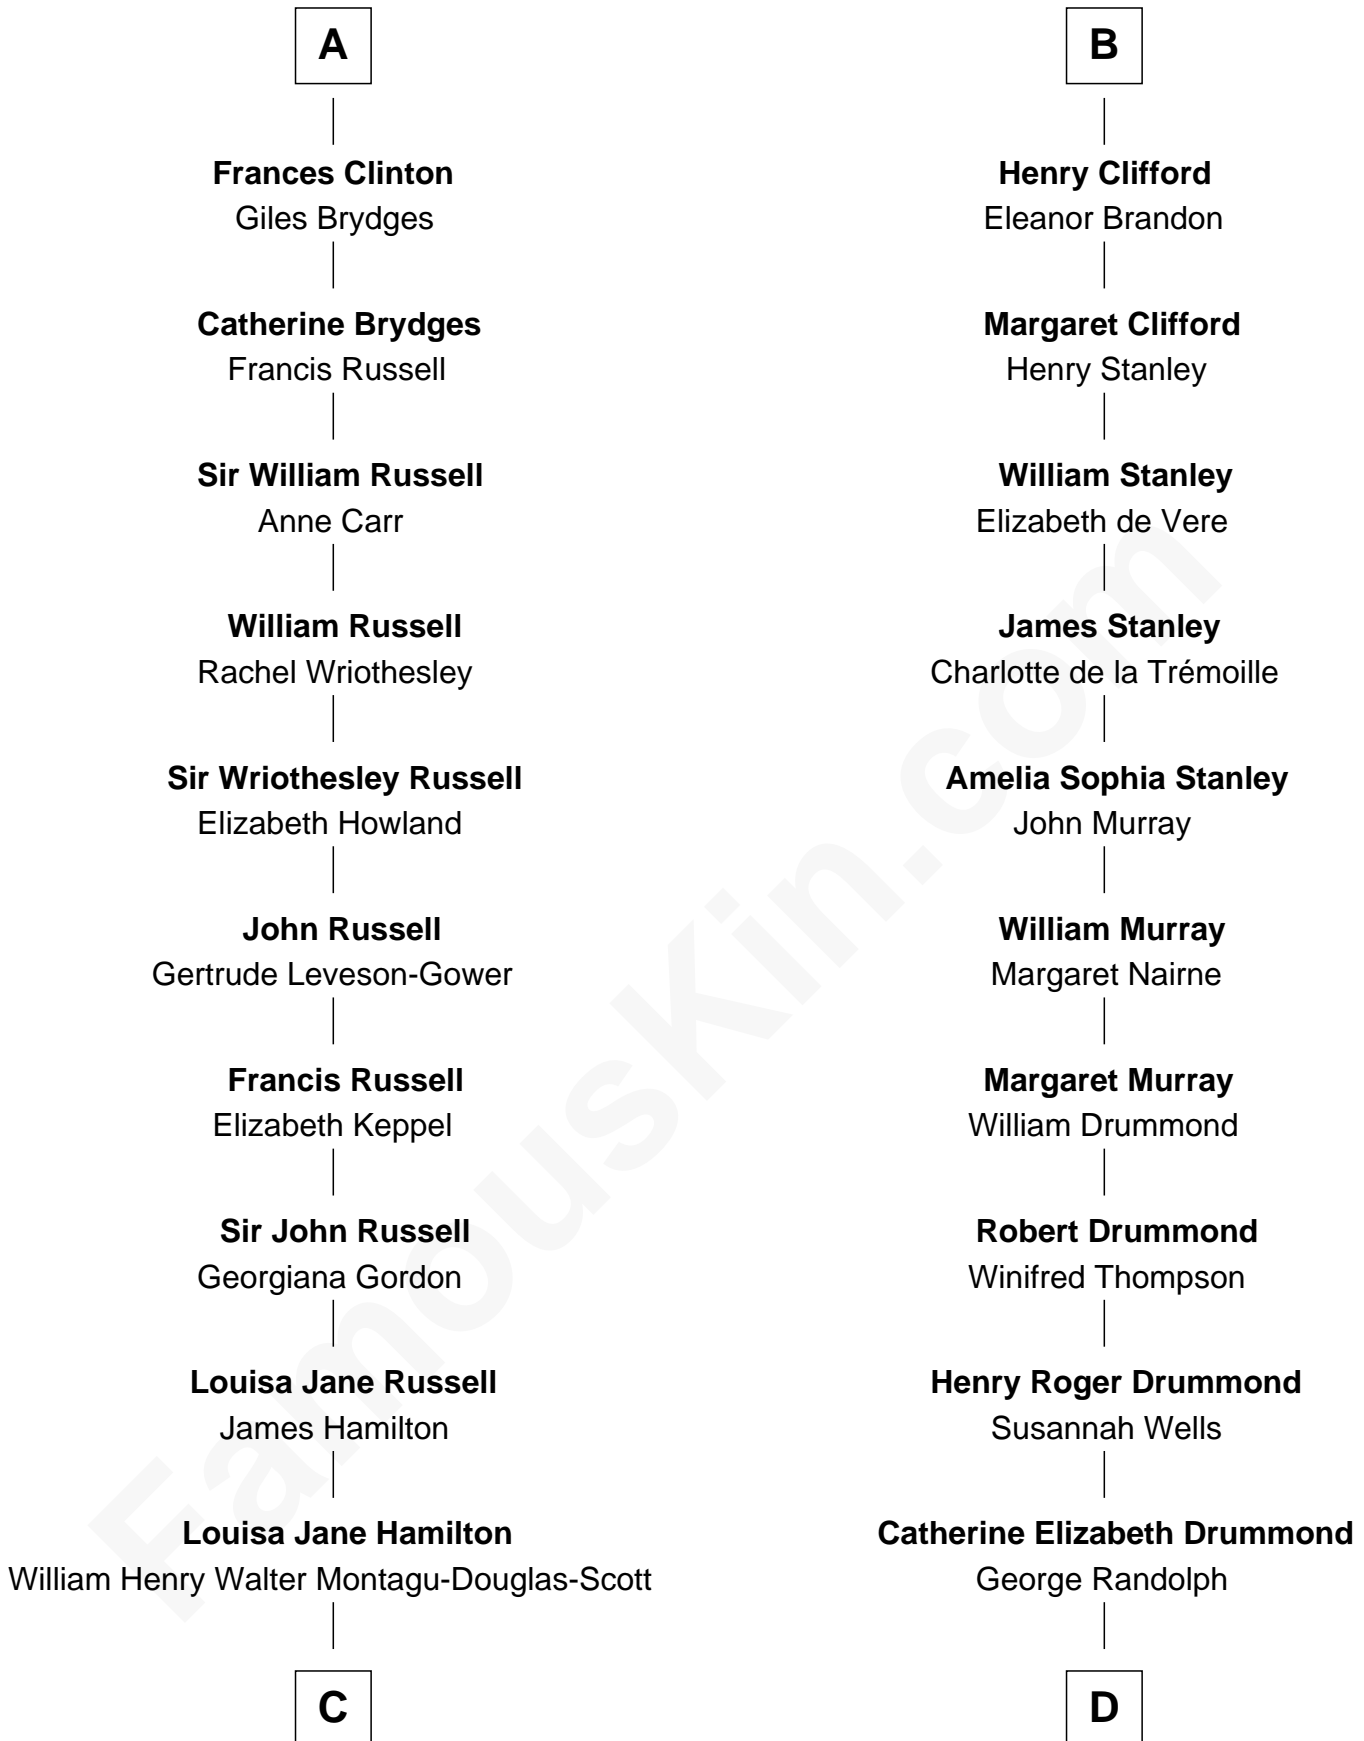 A
Frances Clinton
Giles Brydges
Catherine Brydges
Francis Russell
Sir William Russell
Anne Carr
William Russell
Rachel Wriothesley
Sir Wriothesley Russell
Elizabeth Howland
John Russell
Gertrude Leveson-Gower
Francis Russell
Elizabeth Keppel
Sir John Russell
Georgiana Gordon
Louisa Jane Russell
James Hamilton
Louisa Jane Hamilton
William Henry Walter Montagu-Douglas-Scott
C
B
Henry Clifford
Eleanor Brandon
Margaret Clifford
Henry Stanley
William Stanley
Elizabeth de Vere
James Stanley
Charlotte de la Trémoille
Amelia Sophia Stanley
John Murray
William Murray
Margaret Nairne
Margaret Murray
William Drummond
Robert Drummond
Winifred Thompson
Henry Roger Drummond
Susannah Wells
Catherine Elizabeth Drummond
George Randolph
D
FamousKin.com